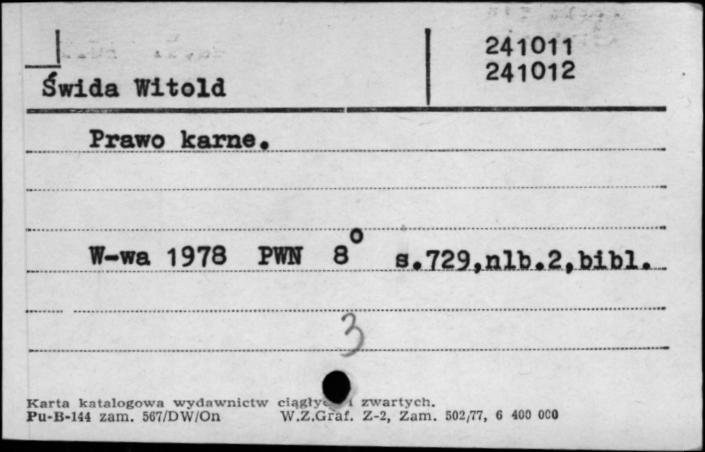 241011
241012
Świda Witold
Prawo karne.
W-wa 1978 PWN 8° s.729,nlb.2,bibl.
3
Karta katalogowa wydawnictw i zwartych.
Pu-B-144 zam. 567/DW/On W.Z.Graf. Z-2, Zam. 502/77, 6 400 000